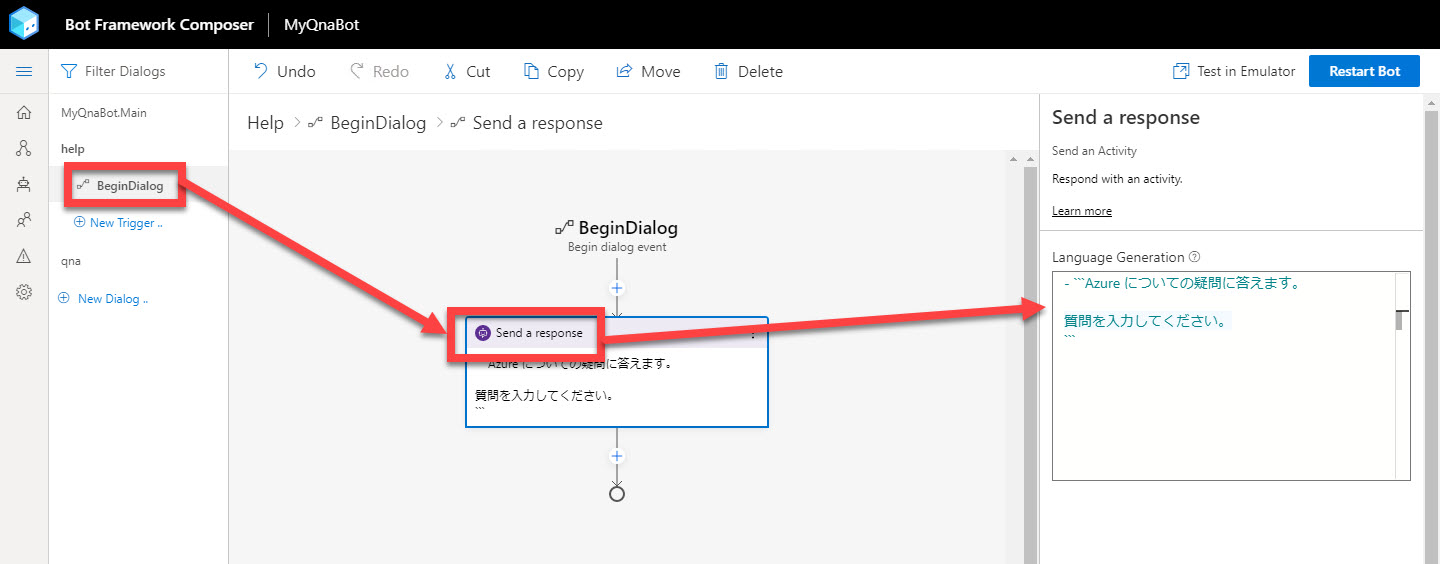 Bot Framework Composer
MyQnaBot
Filter Dialogs
Undo
Redo
Cut
Copy
Move
Delete
Test in Emulator
Restart Bot
MyQnaBot.Main
help
BeginDialog
New Trigger ..
qna
New Dialog ..
Help > BeginDialog > Send a response
BeginDialog
Begin dialog event
Send a response
Azure についての疑問に答えます。
質問を入力してください。
```
Send a response
Send an Activity
Respond with an activity.
Learn more
Language Generation
- ```Azure についての疑問に答えます。
質問を入力してください。
```